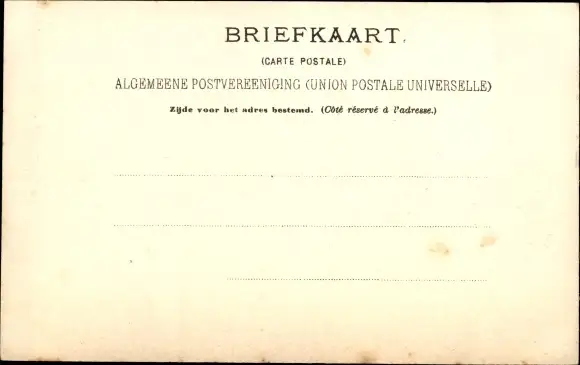 BRIEFKAART.
(CARTE POSTALE)
ALGEMEENE POSTVEREENIGING (UNION POSTALE UNIVERSELLE)
Zijde voor het adres bestemd. (Côté réservé à l'adresse.)